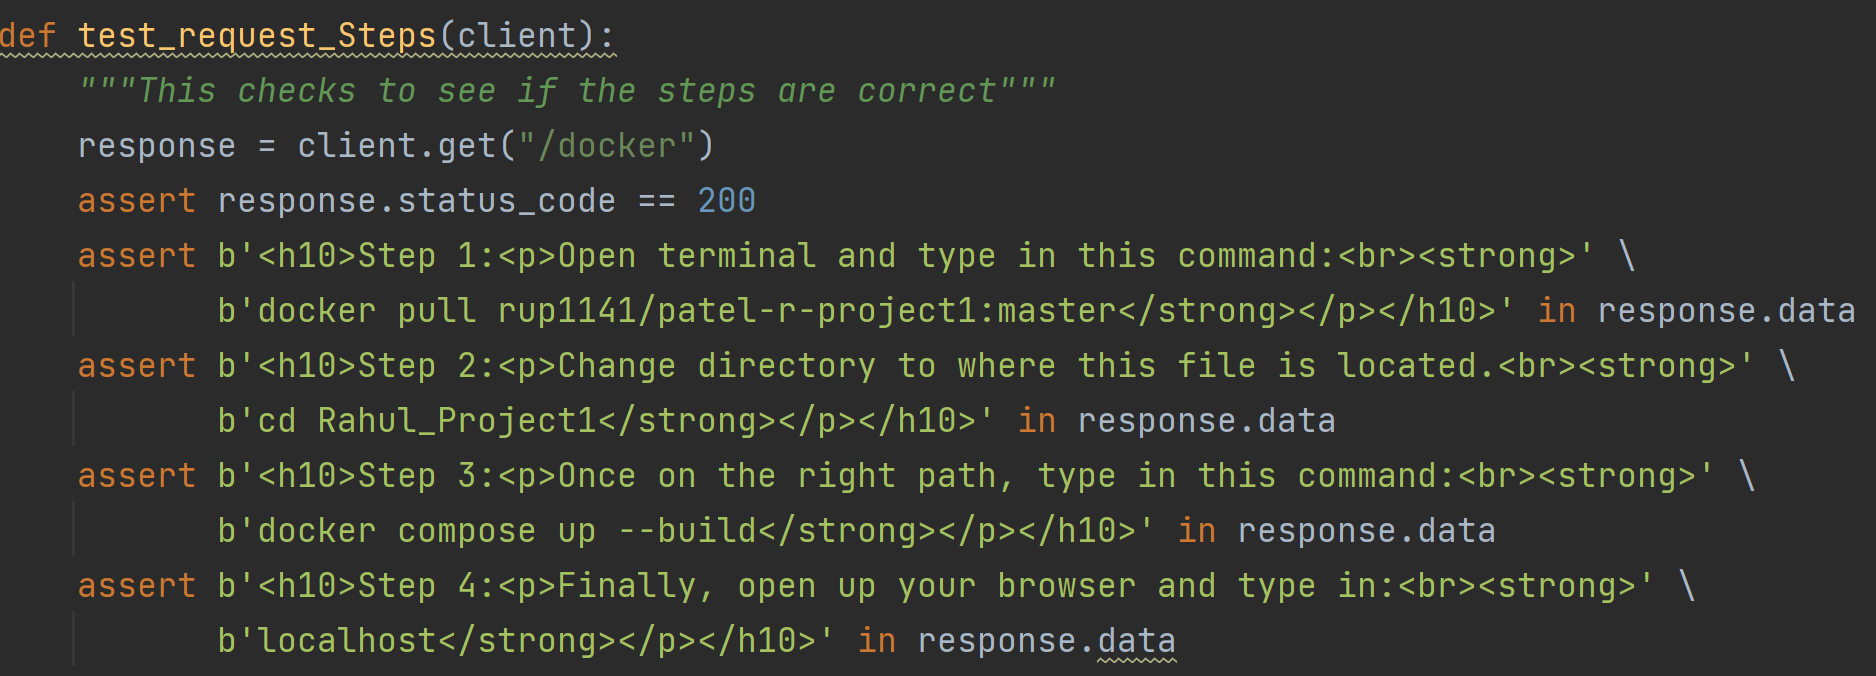 def test_request_Steps(client):
"""This checks to see if the steps are correct"""
response = client.get("/docker")
assert response.status_code == 200
assert b'<h10>Step 1:<p>Open terminal and type in this command:<br><strong>' \
b'docker pull rup1141/patel-r-project1:master</strong></p></h10>' in response.data
assert b'<h10>Step 2:<p>Change directory to where this file is located.<br><strong>' \
b'cd Rahul_Project1</strong></p></h10>' in response.data
assert b'<h10>Step 3:<p>Once on the right path, type in this command:<br><strong>' \
b'docker compose up --build</strong></p></h10>' in response.data
assert b'<h10>Step 4:<p>Finally, open up your browser and type in:<br><strong>' \
b'localhost</strong></p></h10>' in response.data